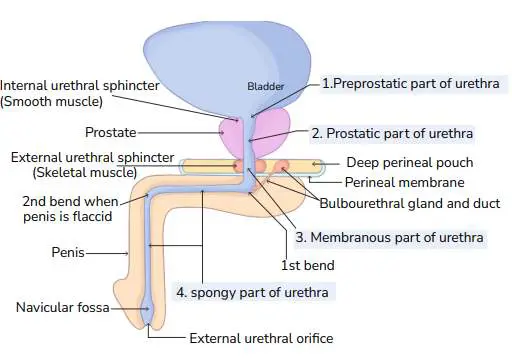 Bladder
1.Preprostatic part of urethra
Internal urethral sphincter
(Smooth muscle)
Prostate
2. Prostatic part of urethra
External urethral sphincter
(Skeletal muscle)
Deep perineal pouch
Perineal membrane
2nd bend when
penis is flaccid
Bulbourethral gland and duct
3. Membranous part of urethra
Penis
1st bend
4. spongy part of urethra
Navicular fossa
External urethral orifice